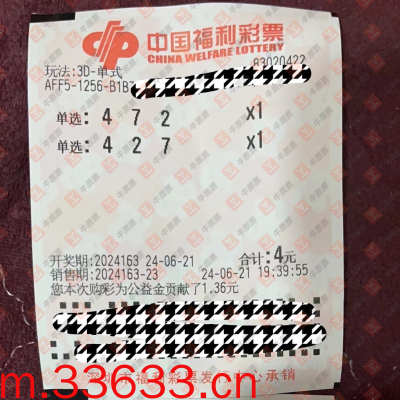 中国福利彩票
CHINA WELFARE LOTTERY
玩法:3D-单式
83020422
AFF5-1256-B1B
单选: 4 7 2 x1
单选: 4 2 7 x1
开奖期:2024163 24-06-21 合计:4元
销售期:2024163-23 24-06-21 19:39:55
您本次购彩为公益金贡献了1.36元
m.33633.cn